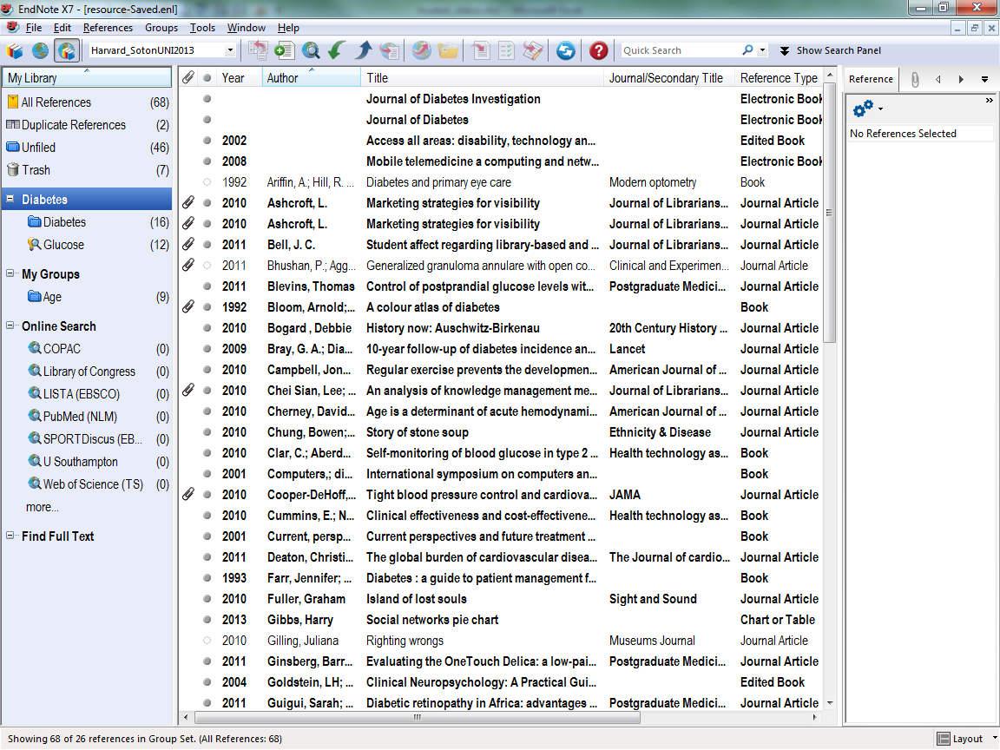 EndNote X7 - [resource-Saved.enl]
File Edit References Groups Tools Window Help
Harvard_SotonUNI2013 Quick Search Show Search Panel
My Library
All References (68)
Duplicate References (2)
Unfiled (46)
Trash (7)
Diabetes
Diabetes (16)
Glucose (12)
My Groups
Age (9)
Online Search
COPAC (0)
Library of Congress (0)
LISTA (EBSCO) (0)
PubMed (NLM) (0)
SPORTDiscus (EB... (0)
U Southampton (0)
Web of Science (TS) (0)
more...
Find Full Text
Year Author Title Journal/Secondary Title Reference Type
Journal of Diabetes Investigation Electronic Book
Journal of Diabetes Electronic Book
2002 Access all areas: disability, technology an... Edited Book
2008 Mobile telemedicine a computing and netw... Electronic Book
1992 Ariffin, A.; Hill, R. ... Diabetes and primary eye care Modern optometry Book
2010 Ashcroft, L. Marketing strategies for visibility Journal of Librarians... Journal Article
2010 Ashcroft, L. Marketing strategies for visibility Journal of Librarians... Journal Article
2011 Bell, J. C. Student affect regarding library-based and ... Journal of Librarians... Journal Article
2011 Bhushan, P.; Agg... Generalized granuloma annulare with open co... Clinical and Experimen... Journal Article
2011 Blevins, Thomas Control of postprandial glucose levels wit... Postgraduate Medici... Journal Article
1992 Bloom, Arnold;... A colour atlas of diabetes Book
2010 Bogard , Debbie History now: Auschwitz-Birkenau 20th Century History ... Journal Article
2009 Bray, G. A.; Dia... 10-year follow-up of diabetes incidence an... Lancet Journal Article
2010 Campbell, Jon... Regular exercise prevents the developmen... American Journal of ... Journal Article
2010 Chei Sian, Lee; ... An analysis of knowledge management me... Journal of Librarians... Journal Article
2010 Cherney, David... Age is a determinant of acute hemodynami... American Journal of ... Journal Article
2010 Chung, Bowen;... Story of stone soup Ethnicity & Disease Journal Article
2010 Clar, C.; Aberd... Self-monitoring of blood glucose in type 2 ... Health technology as... Book
2001 Computers,; di... International symposium on computers an... Book
2010 Cooper-DeHoff,... Tight blood pressure control and cardiova... JAMA Journal Article
2010 Cummins, E.; N... Clinical effectiveness and cost-effectivene... Health technology as... Book
2001 Current, persp... Current perspectives and future treatment ... Book
2011 Deaton, Christi... The global burden of cardiovascular disea... The Journal of cardio... Journal Article
1993 Farr, Jennifer; ... Diabetes : a guide to patient management f... Book
2010 Fuller, Graham Island of lost souls Sight and Sound Journal Article
2013 Gibbs, Harry Social networks pie chart Chart or Table
2010 Gilling, Juliana Righting wrongs Museums Journal Journal Article
2011 Ginsberg, Barr... Evaluating the OneTouch Delica: a low-pai... Postgraduate Medici... Journal Article
2004 Goldstein, LH; ... Clinical Neuropsychology: A Practical Gui... Edited Book
2011 Guigui, Sarah; ... Diabetic retinopathy in Africa: advantages ... Postgraduate Medici... Journal Article
Reference
No References Selected
Showing 68 of 26 references in Group Set. (All References: 68)
Layout